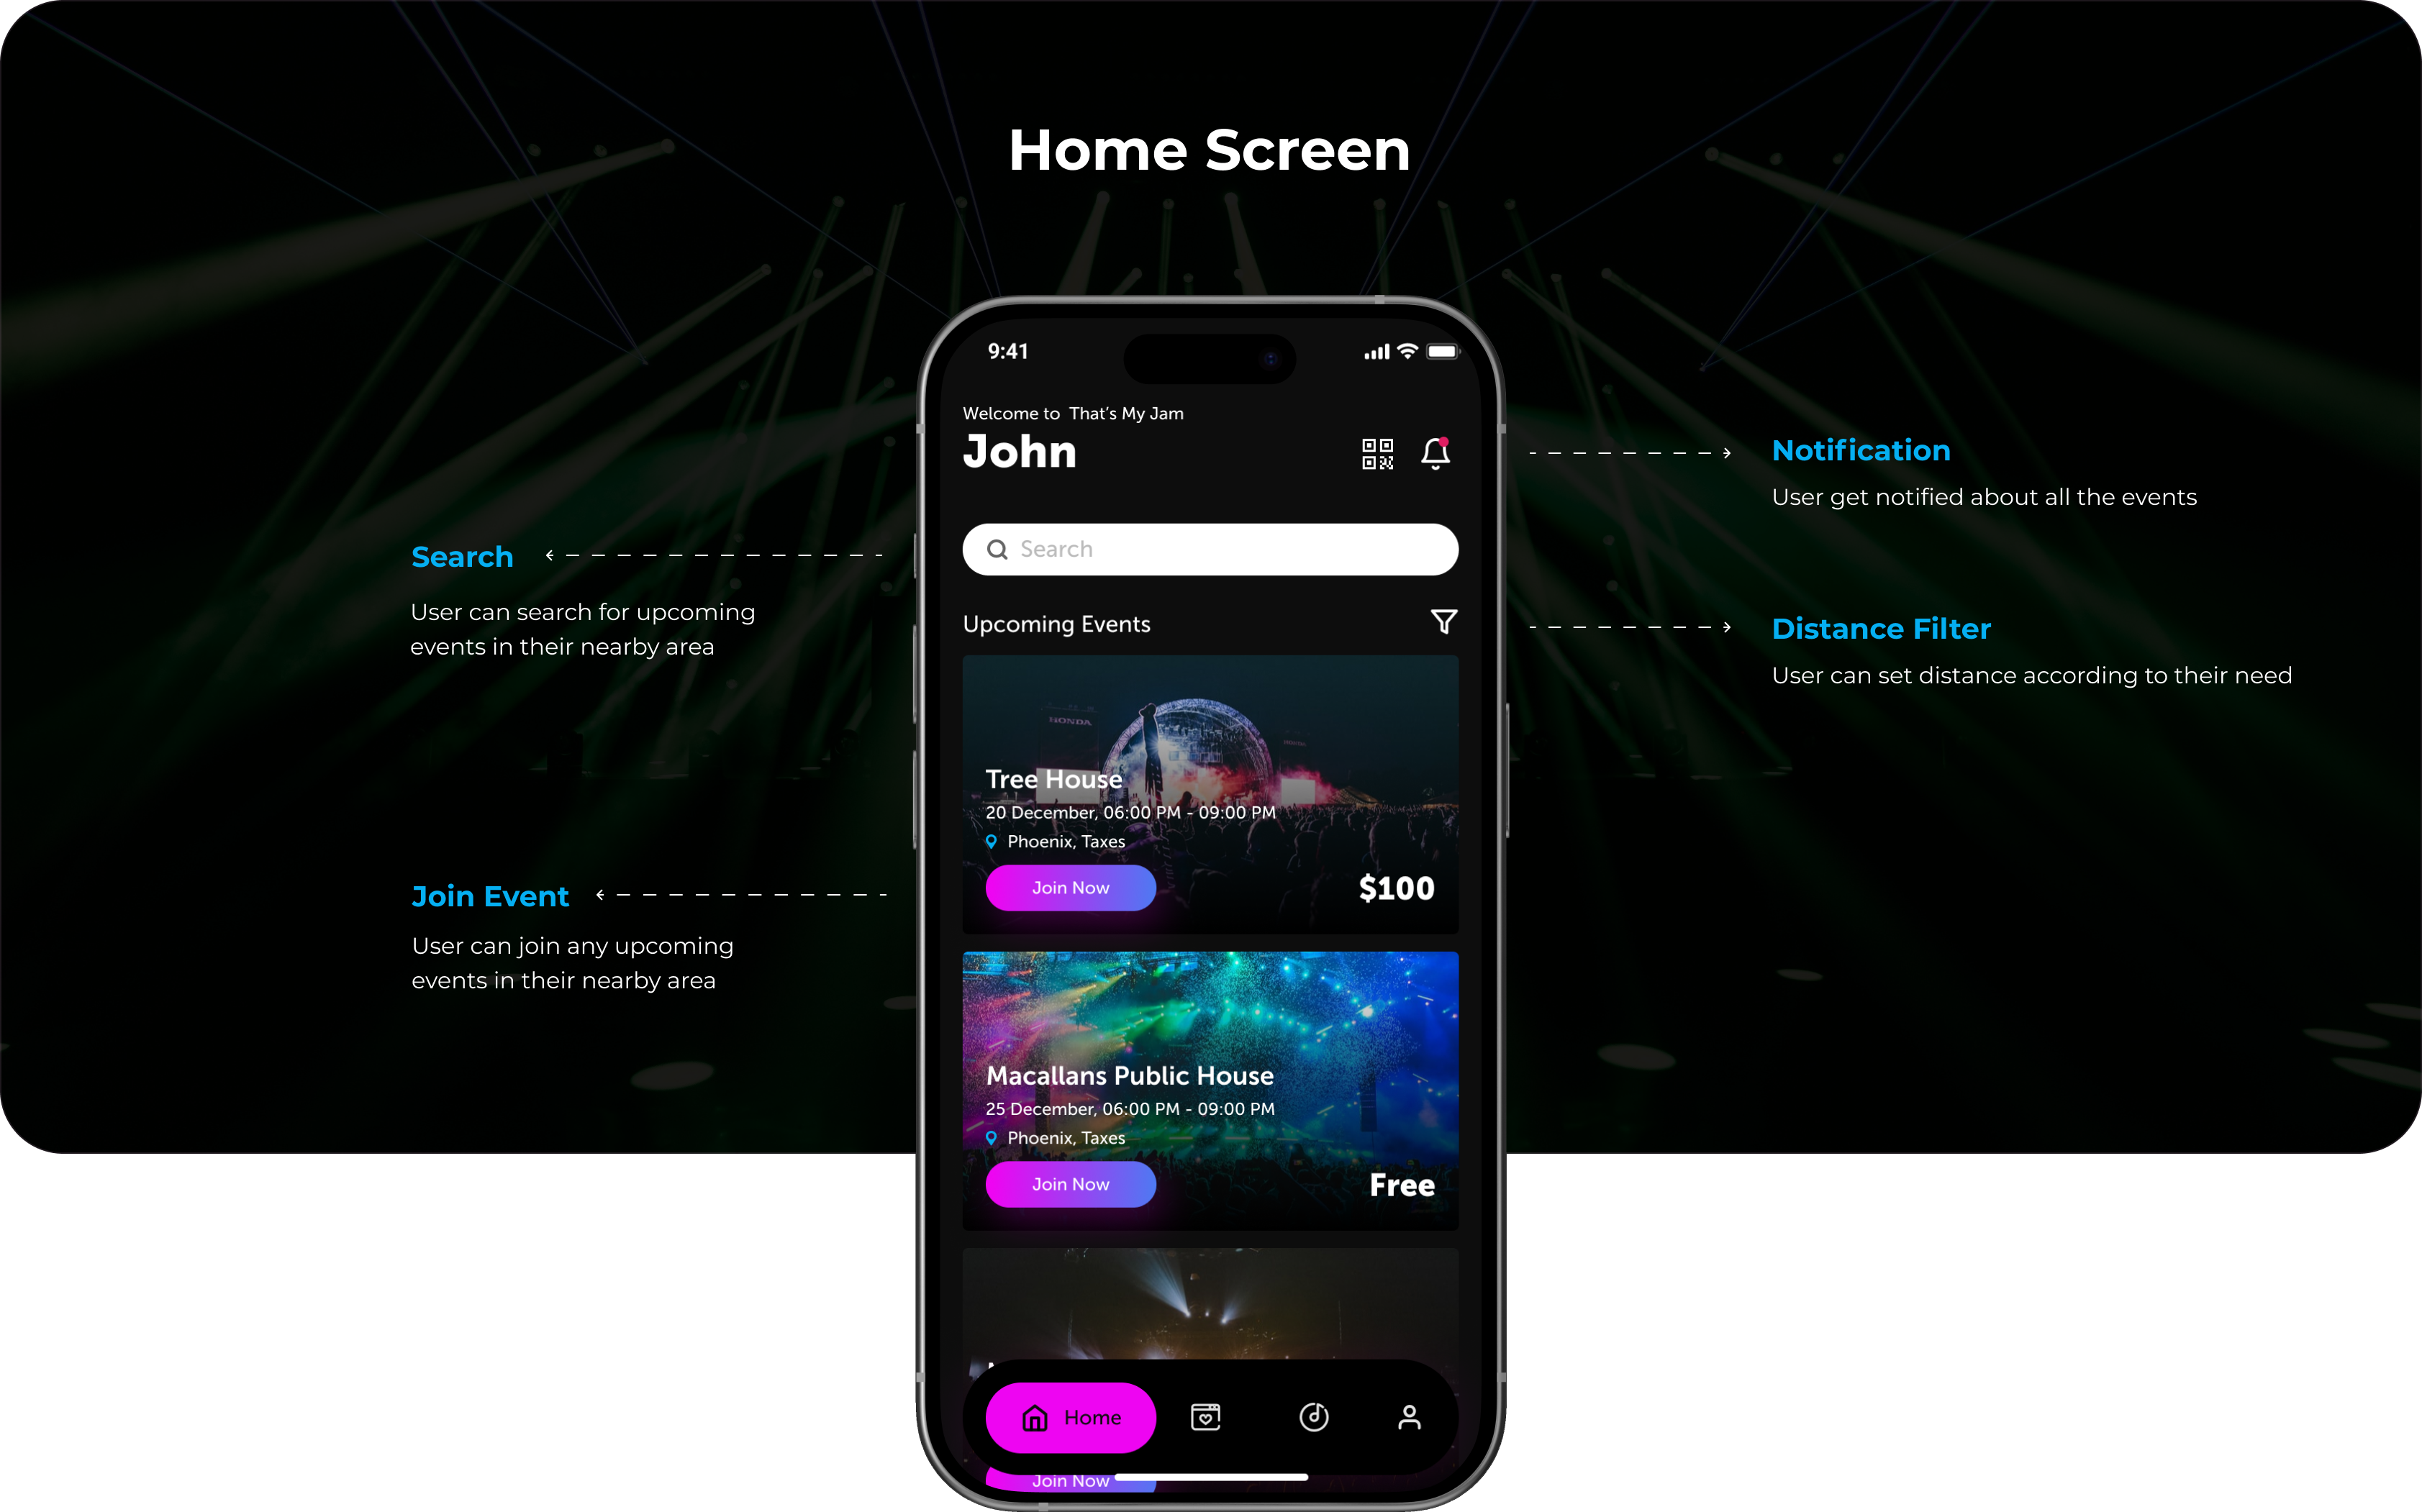 Home Screen
9:41
Welcome to That's My Jam
John
Notification
User get notified about all the events
Search
Search
User can search for upcoming
events in their nearby area
Upcoming Events
Distance Filter
User can set distance according to their need
HONDA
Tree House
20 December, 06:00 PM - 09:00 PM
Phoenix, Taxes
Join Now
$100
Join Event
User can join any upcoming
events in their nearby area
Macallans Public House
25 December, 06:00 PM - 09:00 PM
Phoenix, Taxes
Join Now
Free
Home
Join Now